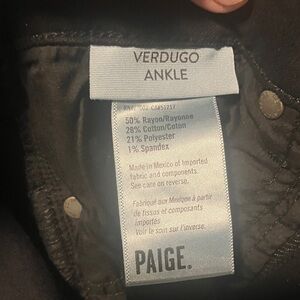 VERDUGO
ANKLE
50% Rayon/Rayonne
28% Cotton/Coton
21% Polyester
1% Spandex
Made in Mexico of imported
fabric and components.
See care on reverse.
Fabriqué aux Mexique à partir
de tissus et composants
importés
Voir le soin sur l'inverse.
PAIGE.